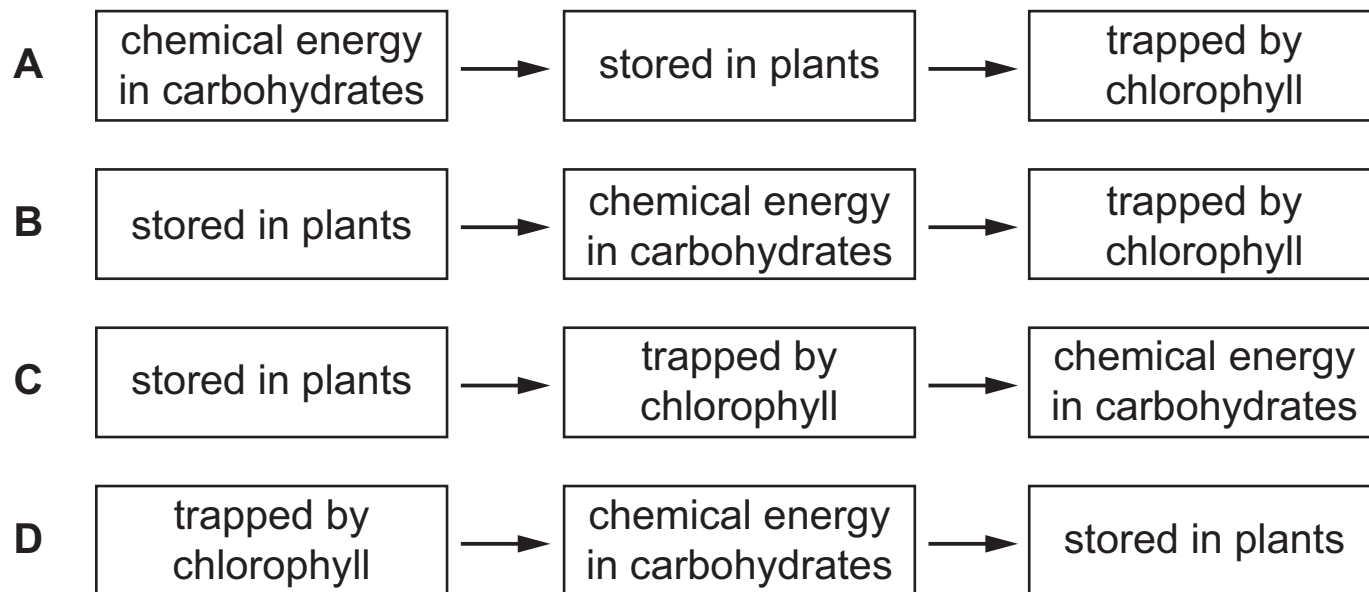 A
chemical energy
in carbohydrates
stored in plants
trapped by
chlorophyll
B
stored in plants
chemical energy
in carbohydrates
trapped by
chlorophyll
C
stored in plants
trapped by
chlorophyll
chemical energy
in carbohydrates
D
trapped by
chlorophyll
chemical energy
in carbohydrates
stored in plants